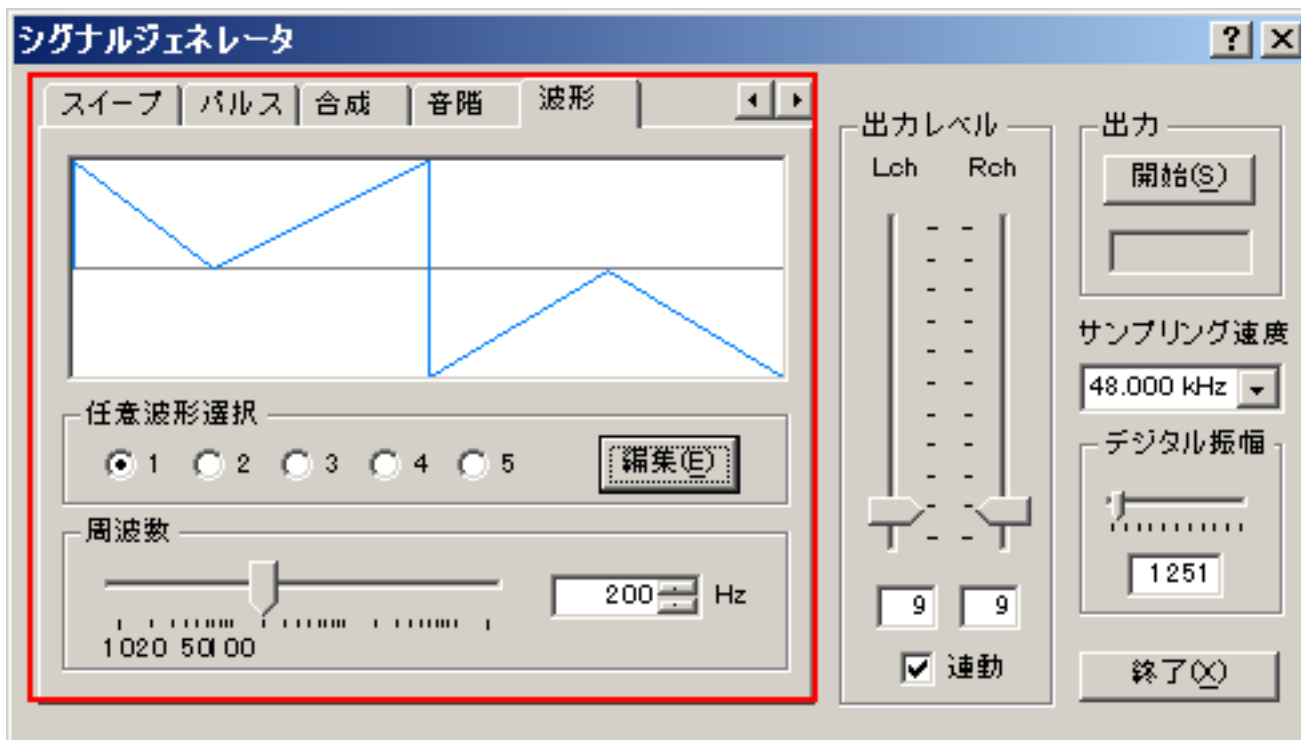 シグナルジェネレータ
スイープ パルス 合成 音階 波形
任意波形選択
1 2 3 4 5 編集(E)
周波数
200 Hz
10 20 50 100
出力レベル
Lch Rch
9 9
連動
出力
開始(S)
サンプリング速度
48.000 kHz
デジタル振幅
1251
終了(X)